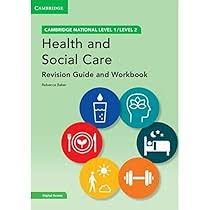 CAMBRIDGE
CAMBRIDGE NATIONAL LEVEL 1/LEVEL 2
Health and
Social Care
Revision Guide and Workbook
Rebecca Baker
Digital Access